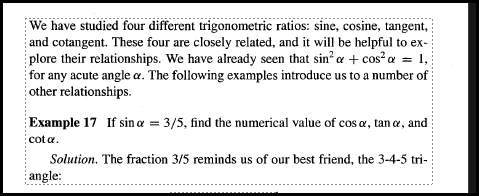 We have studied four different trigonometric ratios: sine, cosine, tangent,
and cotangent. These four are closely related, and it will be helpful to ex-
plore their relationships. We have already seen that sin² α + cos² α = 1,
for any acute angle α. The following examples introduce us to a number of
other relationships.
Example 17 If sin α = 3/5, find the numerical value of cos α, tan α, and
cot α.
Solution. The fraction 3/5 reminds us of our best friend, the 3-4-5 tri-
angle: